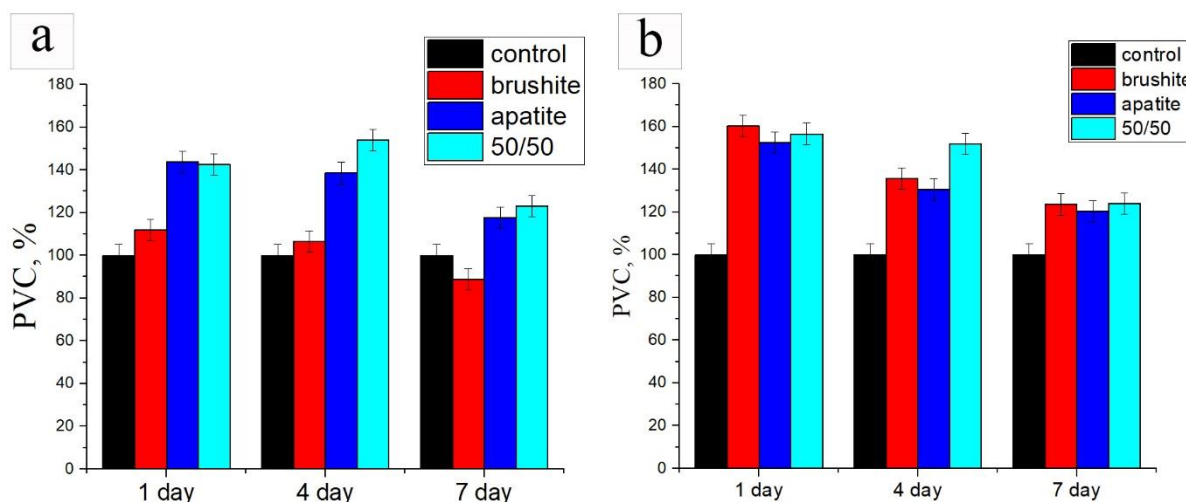 a
control
brushite
apatite
50/50
PVC, %
180
160
140
120
100
80
60
40
20
0
1 day
4 day
7 day
b
control
brushite
apatite
50/50
PVC, %
180
160
140
120
100
80
60
40
20
0
1 day
4 day
7 day